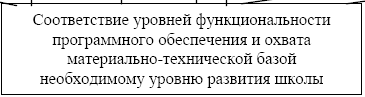 Соответствие уровней функциональности
программного обеспечения и охвата
материально-технической базой
необходимому уровню развития школы